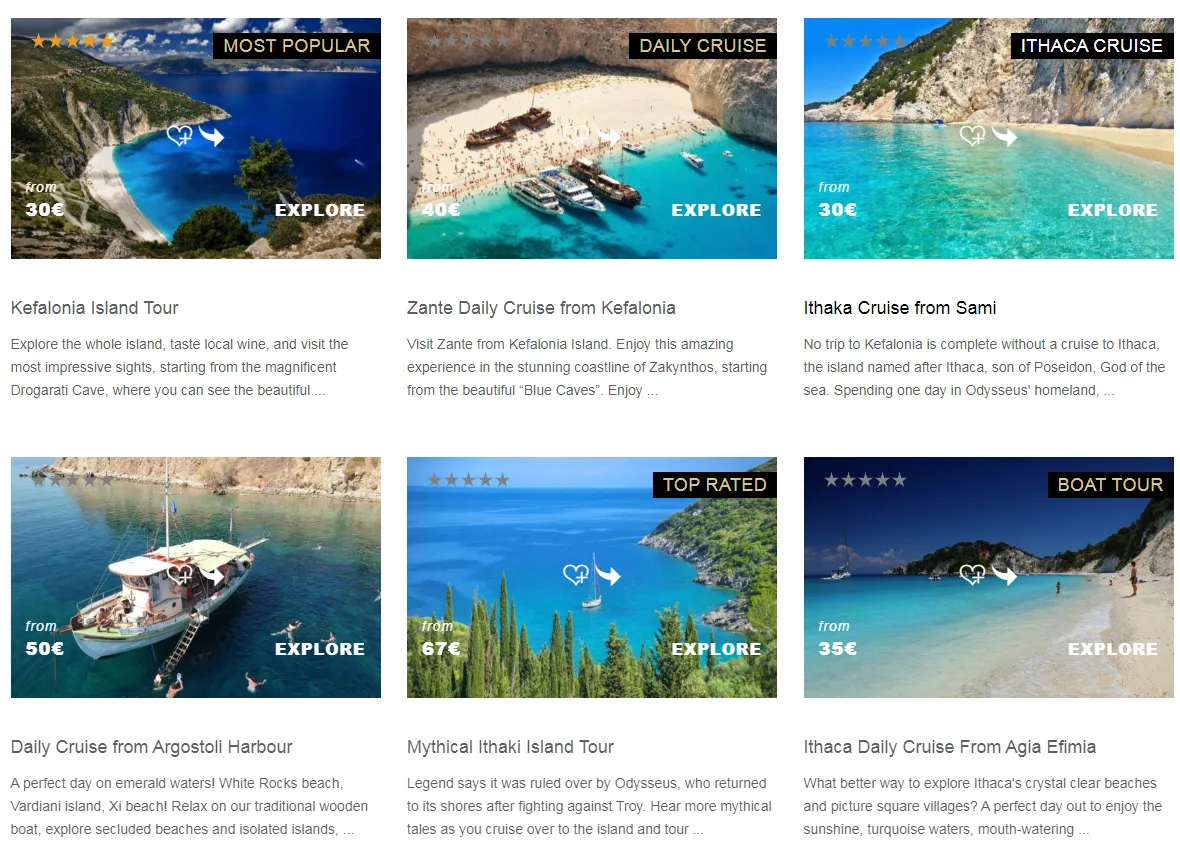 MOST POPULAR
from
30€
EXPLORE
Kefalonia Island Tour
Explore the whole island, taste local wine, and visit the
most impressive sights, starting from the magnificent
Drogarati Cave, where you can see the beautiful ...
DAILY CRUISE
from
40€
EXPLORE
Zante Daily Cruise from Kefalonia
Visit Zante from Kefalonia Island. Enjoy this amazing
experience in the stunning coastline of Zakynthos, starting
from the beautiful “Blue Caves”. Enjoy ...
ITHACA CRUISE
from
30€
EXPLORE
Ithaka Cruise from Sami
No trip to Kefalonia is complete without a cruise to Ithaca,
the island named after Ithaca, son of Poseidon, God of the
sea. Spending one day in Odysseus' homeland, ...
from
50€
EXPLORE
Daily Cruise from Argostoli Harbour
A perfect day on emerald waters! White Rocks beach,
Vardiani island, Xi beach! Relax on our traditional wooden
boat, explore secluded beaches and isolated islands, ...
TOP RATED
from
67€
EXPLORE
Mythical Ithaki Island Tour
Legend says it was ruled over by Odysseus, who returned
to its shores after fighting against Troy. Hear more mythical
tales as you cruise over to the island and tour ...
BOAT TOUR
from
35€
EXPLORE
Ithaca Daily Cruise From Agia Efimia
What better way to explore Ithaca's crystal clear beaches
and picture square villages? A perfect day out to enjoy the
sunshine, turquoise waters, mouth-watering ...